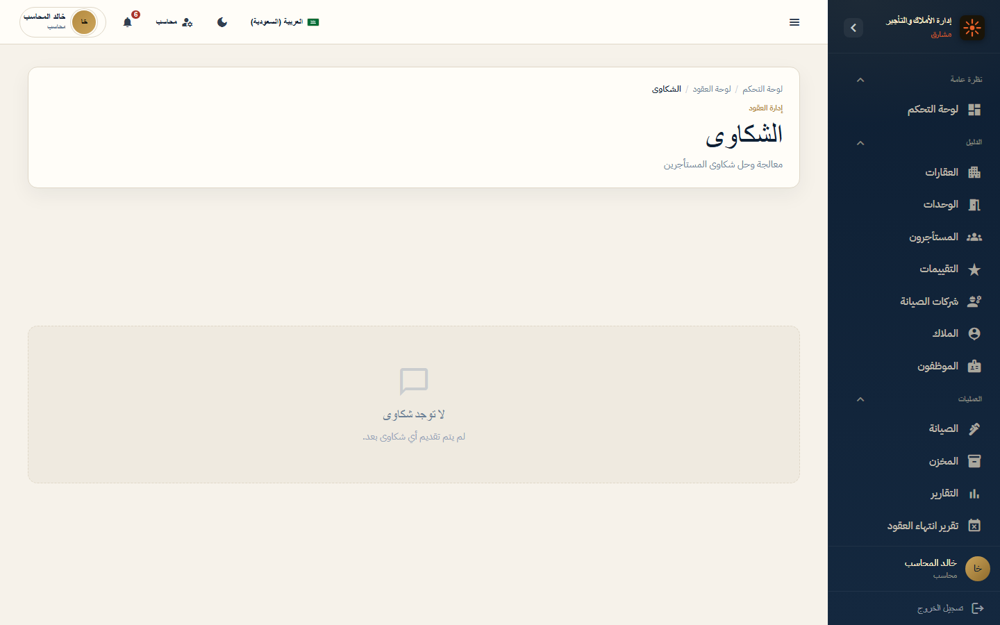 إدارة الأملاك والتأجير
مشارق
نظرة عامة
لوحة التحكم
الدليل
العقارات
الوحدات
المستأجرون
التقييمات
شركات الصيانة
الملاك
الموظفون
العمليات
الصيانة
المخزن
التقارير
تقرير انتهاء العقود
خالد المحاسب
محاسب
خا
تسجيل الخروج
العربية (السعودية)
محاسب
6
خا
خالد المحاسب
محاسب
لوحة التحكم / لوحة العقود / الشكاوى
إدارة العقود
الشكاوى
معالجة وحل شكاوى المستأجرين
لا توجد شكاوى
لم يتم تقديم أي شكاوى بعد.